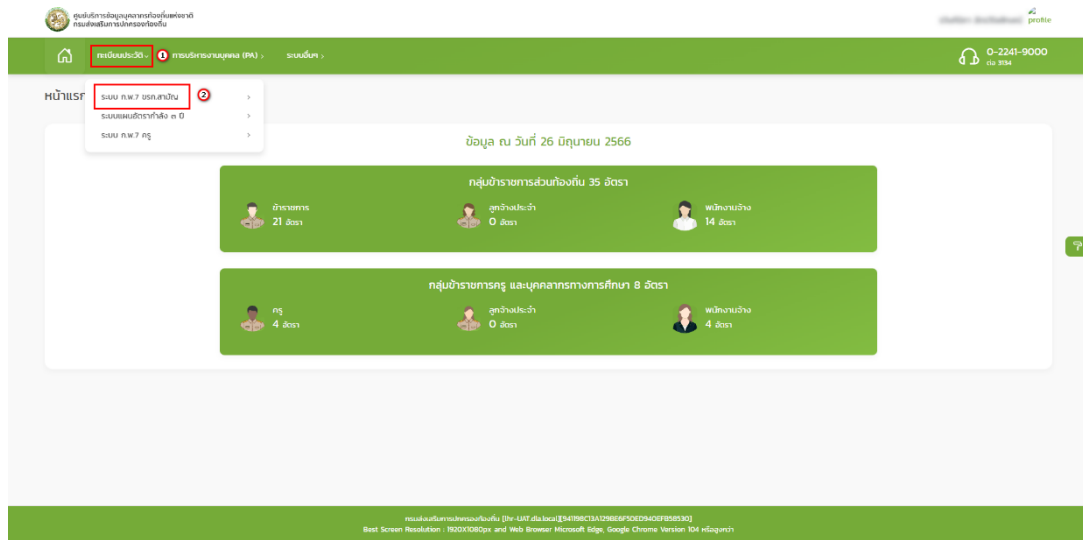 ศูนย์บริการข้อมูลบุคลากรท้องถิ่นแห่งชาติ
กรมส่งเสริมการปกครองท้องถิ่น
profile
ทะเบียนประวัติ
1
การบริหารงานบุคคล (PA)
ระบบอื่นๆ
0-2241-9000
ต่อ 3134
หน้าแรก
ระบบ ก.พ.7 ขรก.สามัญ
2
ระบบแผนอัตรากำลัง ๓ ปี
ระบบ ก.พ.7 ครู
ข้อมูล ณ วันที่ 26 มิถุนายน 2566
กลุ่มข้าราชการส่วนท้องถิ่น 35 อัตรา
ข้าราชการ
21 อัตรา
ลูกจ้างประจำ
0 อัตรา
พนักงานจ้าง
14 อัตรา
กลุ่มข้าราชการครู และบุคคลากรทางการศึกษา 8 อัตรา
ครู
4 อัตรา
ลูกจ้างประจำ
0 อัตรา
พนักงานจ้าง
4 อัตรา
กรมส่งเสริมการปกครองท้องถิ่น [lhr-UAT.dla.local][941198C13A1298E6F5DED940EFB58530]
Best Screen Resolution : 1920X1080px and Web Browser Microsoft Edge, Google Chrome Version 104 หรือสูงกว่า